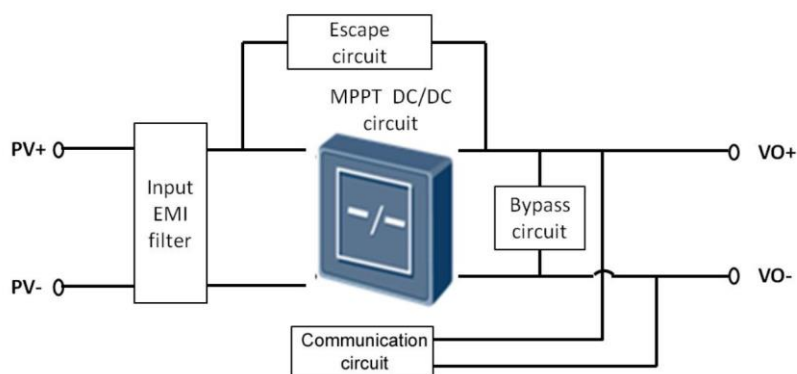 Escape
circuit
MPPT DC/DC
circuit
PV+
VO+
Input
EMI
filter
Bypass
circuit
PV-
VO-
Communication
circuit